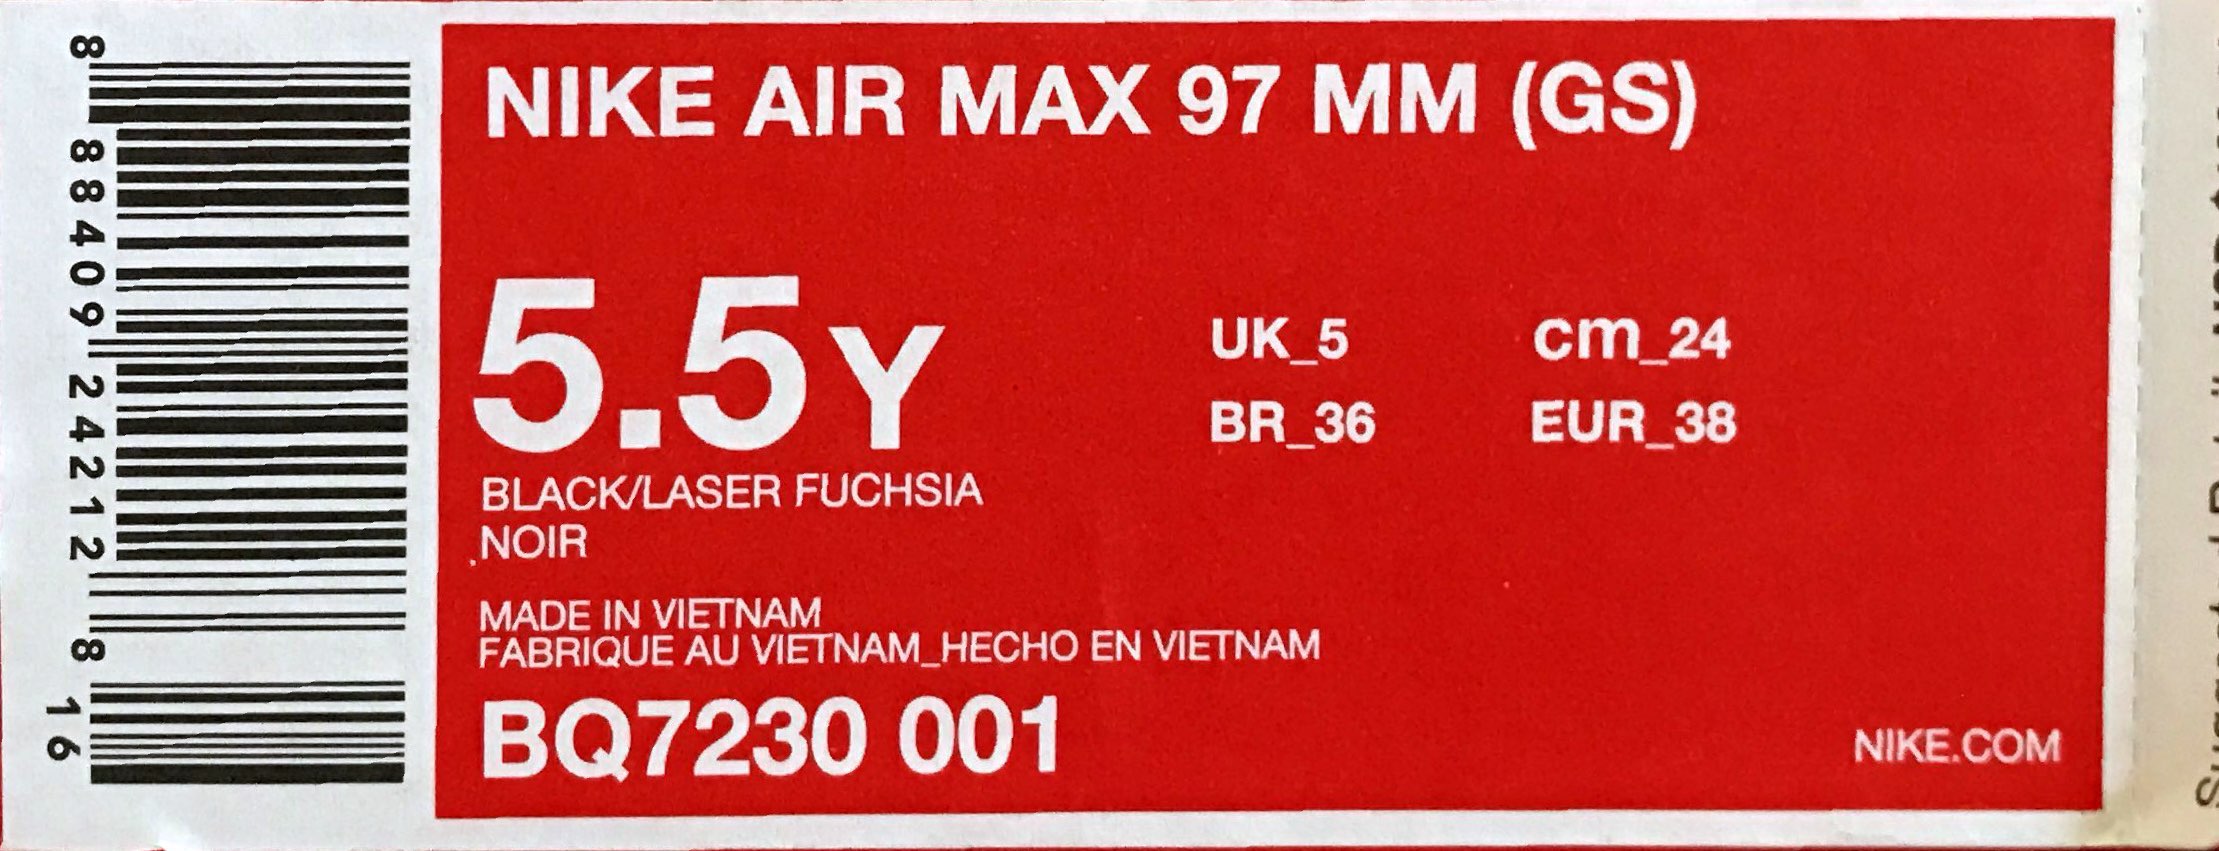 NIKE AIR MAX 97 MM (GS)
5.5Y
UK_5 cm_24
BR_36 EUR_38
BLACK/LASER FUCHSIA
NOIR
MADE IN VIETNAM
FABRIQUE AU VIETNAM_HECHO EN VIETNAM
BQ7230 001
NIKE.COM
8 88409 24212 8
16